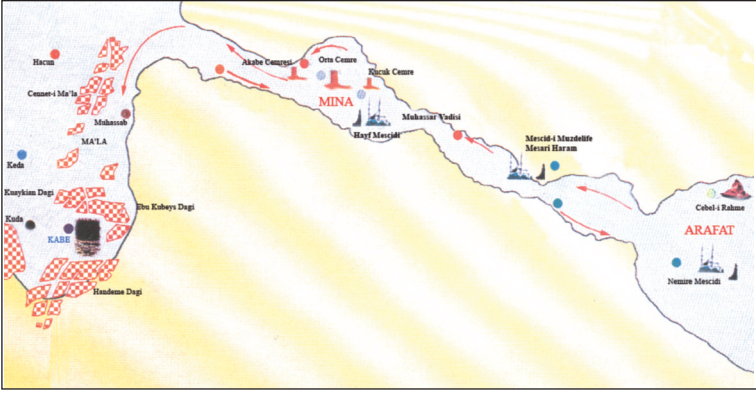 Hacun
Cennet-i Ma'la
Muhassab
MA'LA
Keda
Kuaykian Dagi
Kuda
KABE
Ebu Kubeys Dagi
Handeme Dagi
Akabe Cemresi
Orta Cemre
Kucuk Cemre
MINA
Hayf Mescidi
Muhassar Vadisi
Mescid-i Muzdelife
Mesari Haram
Cebel-i Rahme
ARAFAT
Nemire Mescidi